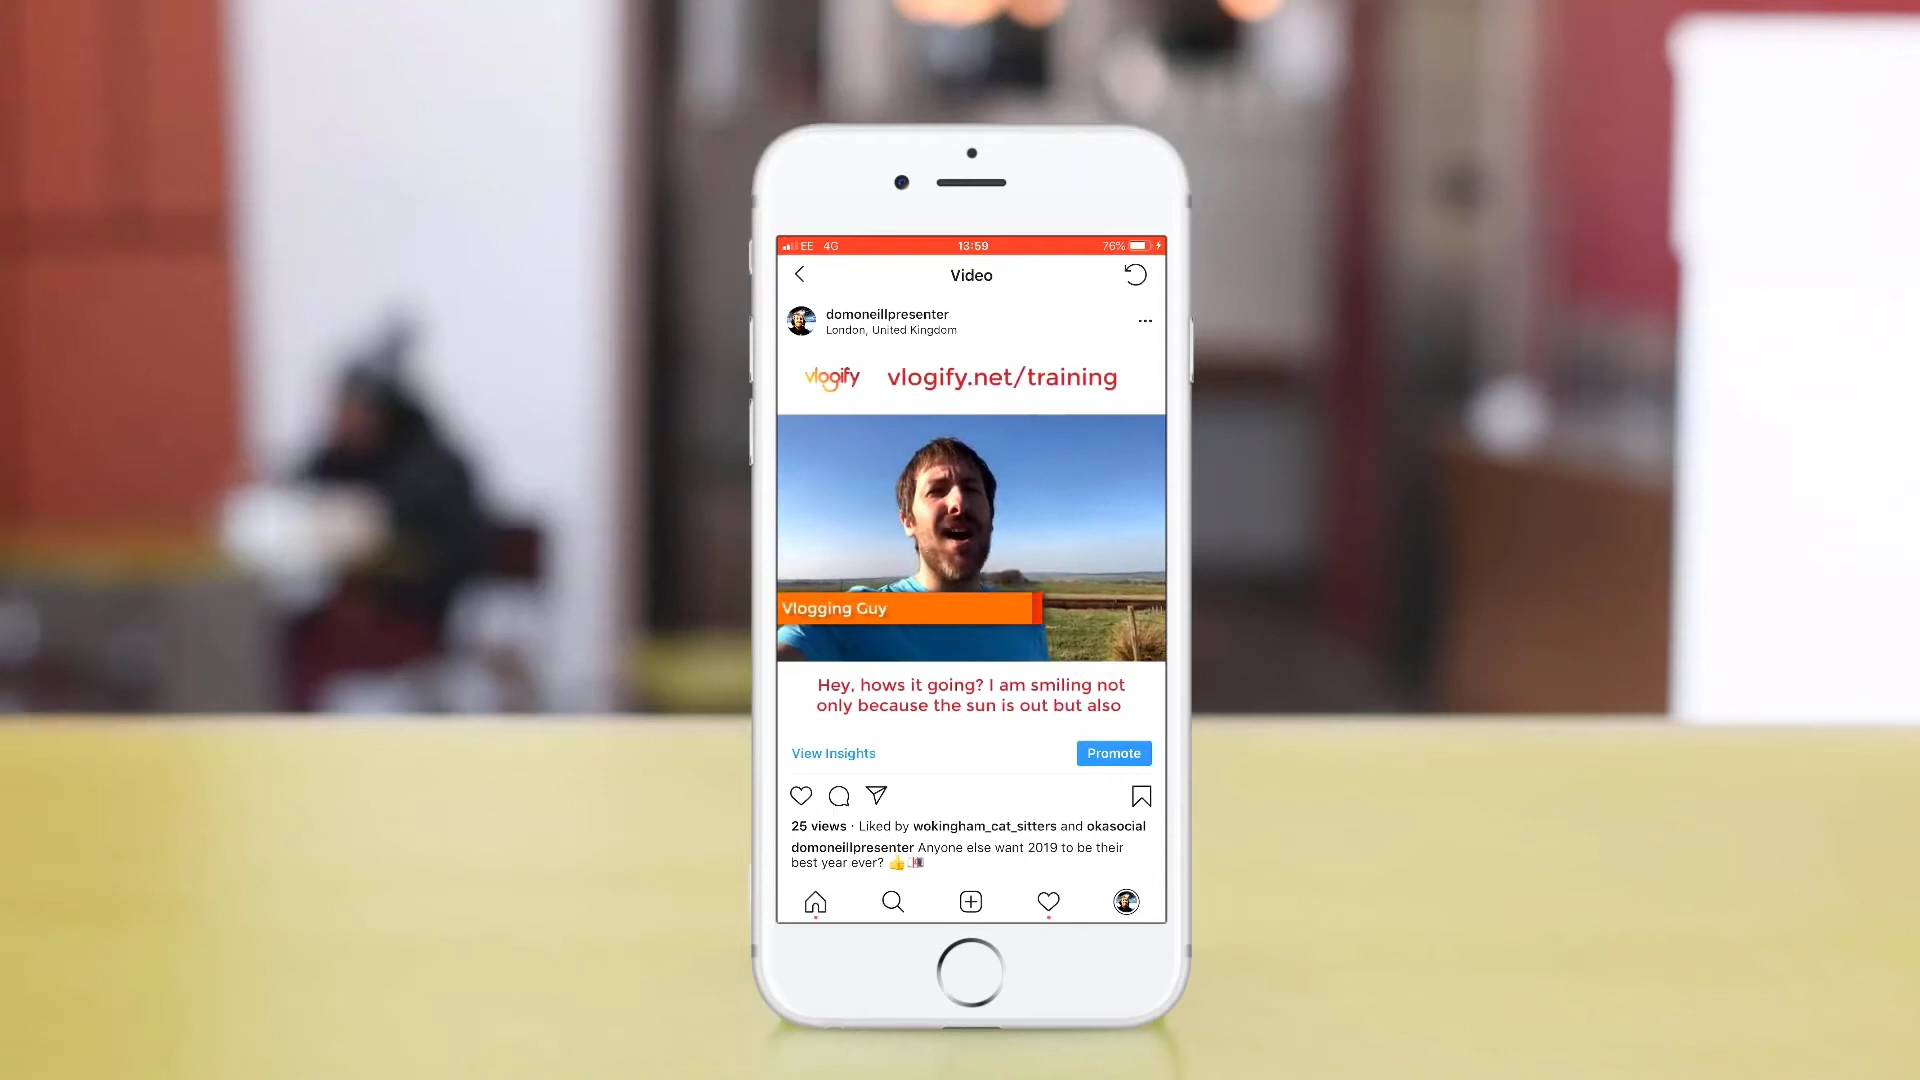 EE 4G 13:59 76%
Video
domoneillpresenter
London, United Kingdom
vlogify vlogify.net/training
Vlogging Guy
Hey, hows it going? I am smiling not
only because the sun is out but also
View Insights Promote
25 views · Liked by wokingham_cat_sitters and okasocial
domoneillpresenter Anyone else want 2019 to be their
best year ever? 👍